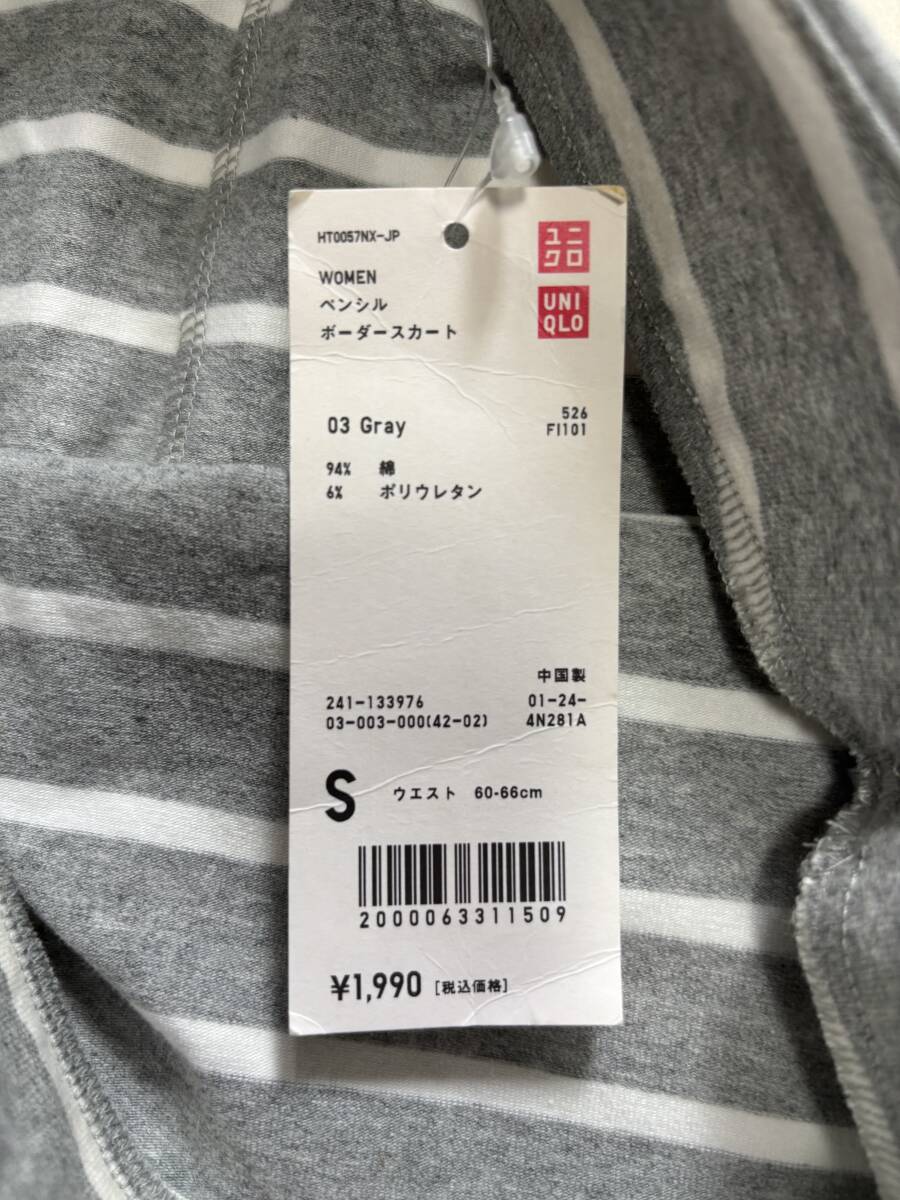 HT0057NX-JP
ユニ
クロ
UNI
QLO
WOMEN
ペンシル
ボーダースカート
03 Gray
526
FI101
94% 綿
6% ポリウレタン
中国製
241-133976 01-24-
03-003-000(42-02) 4N281A
S ウエスト 60-66cm
2000063311509
¥1,990 [税込価格]